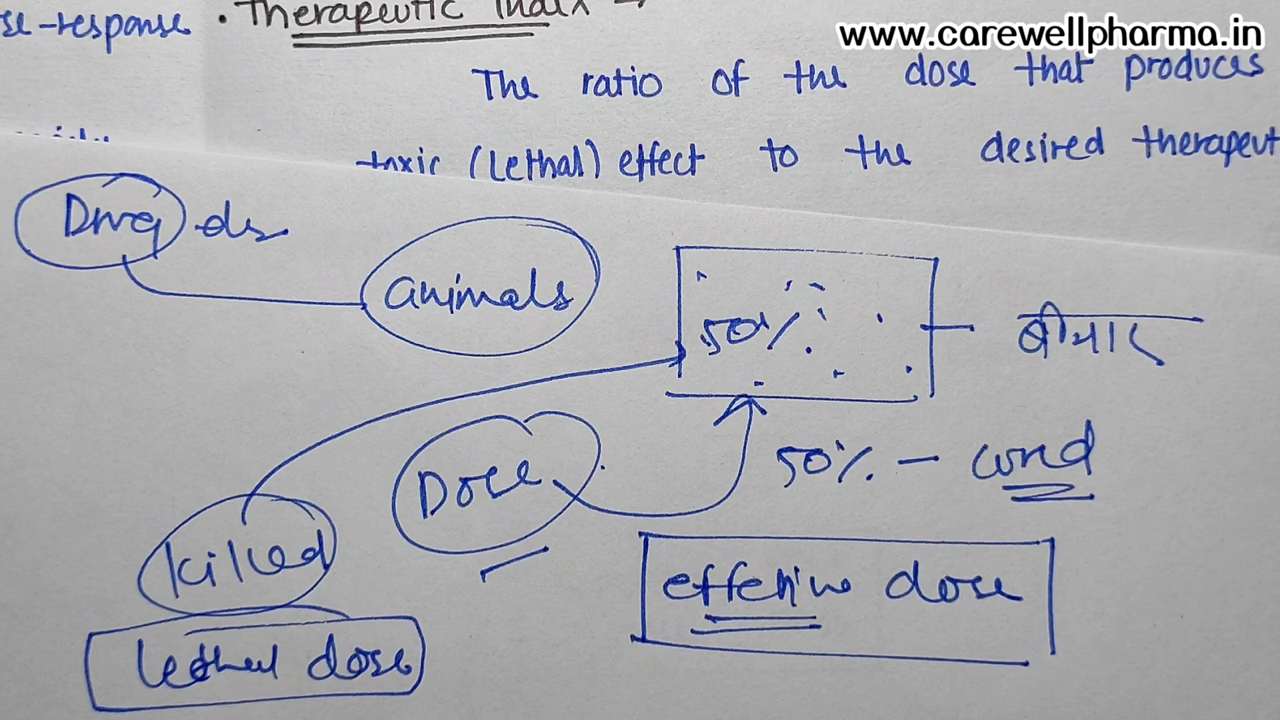 se-response • Therapeutic Index →
www.carewellpharma.in
The ratio of the dose that produces
toxic (lethal) effect to the desired therapeut
Drug
animals
50%
बीमार
Dose
50% - cured
killed
effective dose
lethal dose